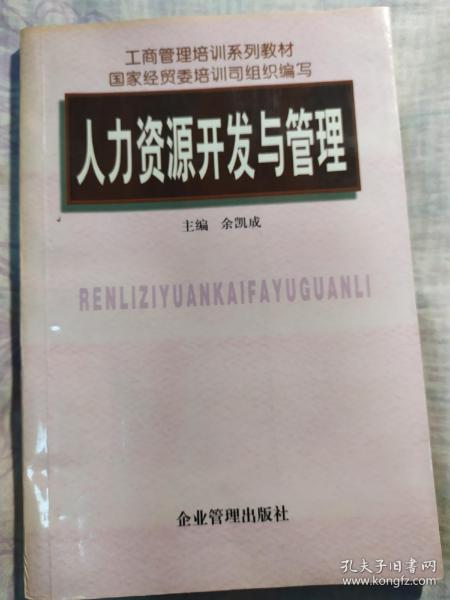 工商管理培训系列教材
国家经贸委培训司组织编写
人力资源开发与管理
主编 余凯成
RENLIZIYUANKAIFAYUGUANLI
企业管理出版社
孔夫子旧书网
www.kongfz.com